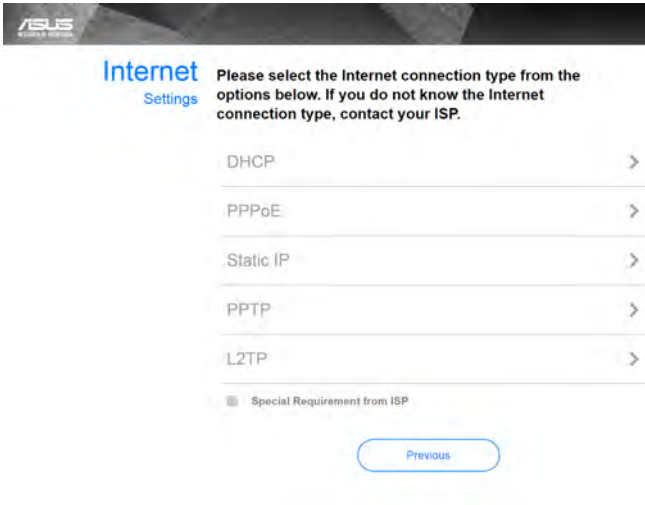 ASUS
Internet
Settings
Please select the Internet connection type from the
options below. If you do not know the Internet
connection type, contact your ISP.
DHCP
PPPoE
Static IP
PPTP
L2TP
Special Requirement from ISP
Previous